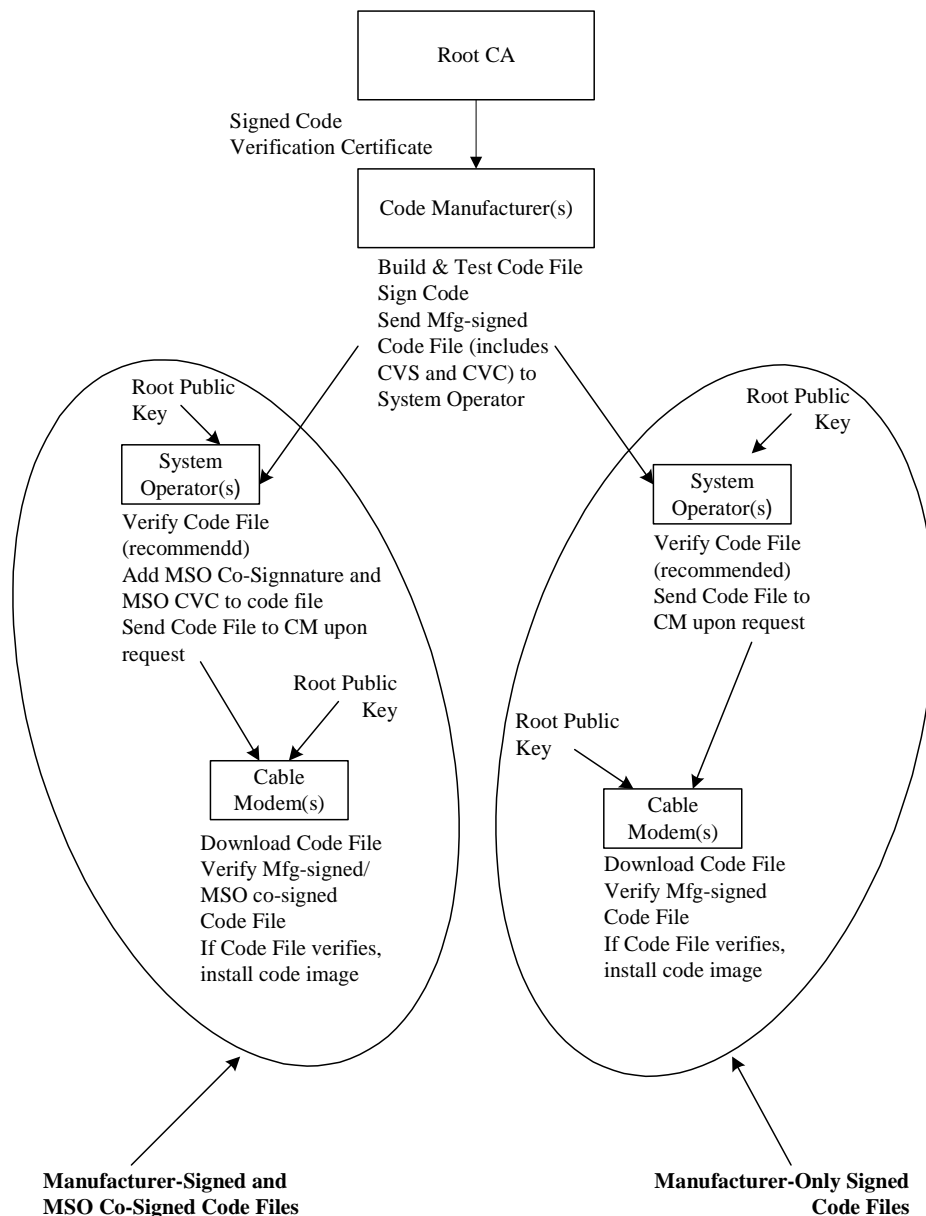 Root CA
Signed Code
Verification Certificate
Code Manufacturer(s)
Build & Test Code File
Sign Code
Send Mfg-signed
Code File (includes
CVS and CVC) to
System Operator
Root Public
Key
System
Operator(s)
Verify Code File
(recommendd)
Add MSO Co-Signnature and
MSO CVC to code file
Send Code File to CM upon
request
Root Public
Key
Cable
Modem(s)
Download Code File
Verify Mfg-signed/
MSO co-signed
Code File
If Code File verifies,
install code image
Manufacturer-Signed and
MSO Co-Signed Code Files
Root Public
Key
System
Operator(s)
Verify Code File
(recommended)
Send Code File to
CM upon request
Root Public
Key
Cable
Modem(s)
Download Code File
Verify Mfg-signed
Code File
If Code File verifies,
install code image
Manufacturer-Only Signed
Code Files